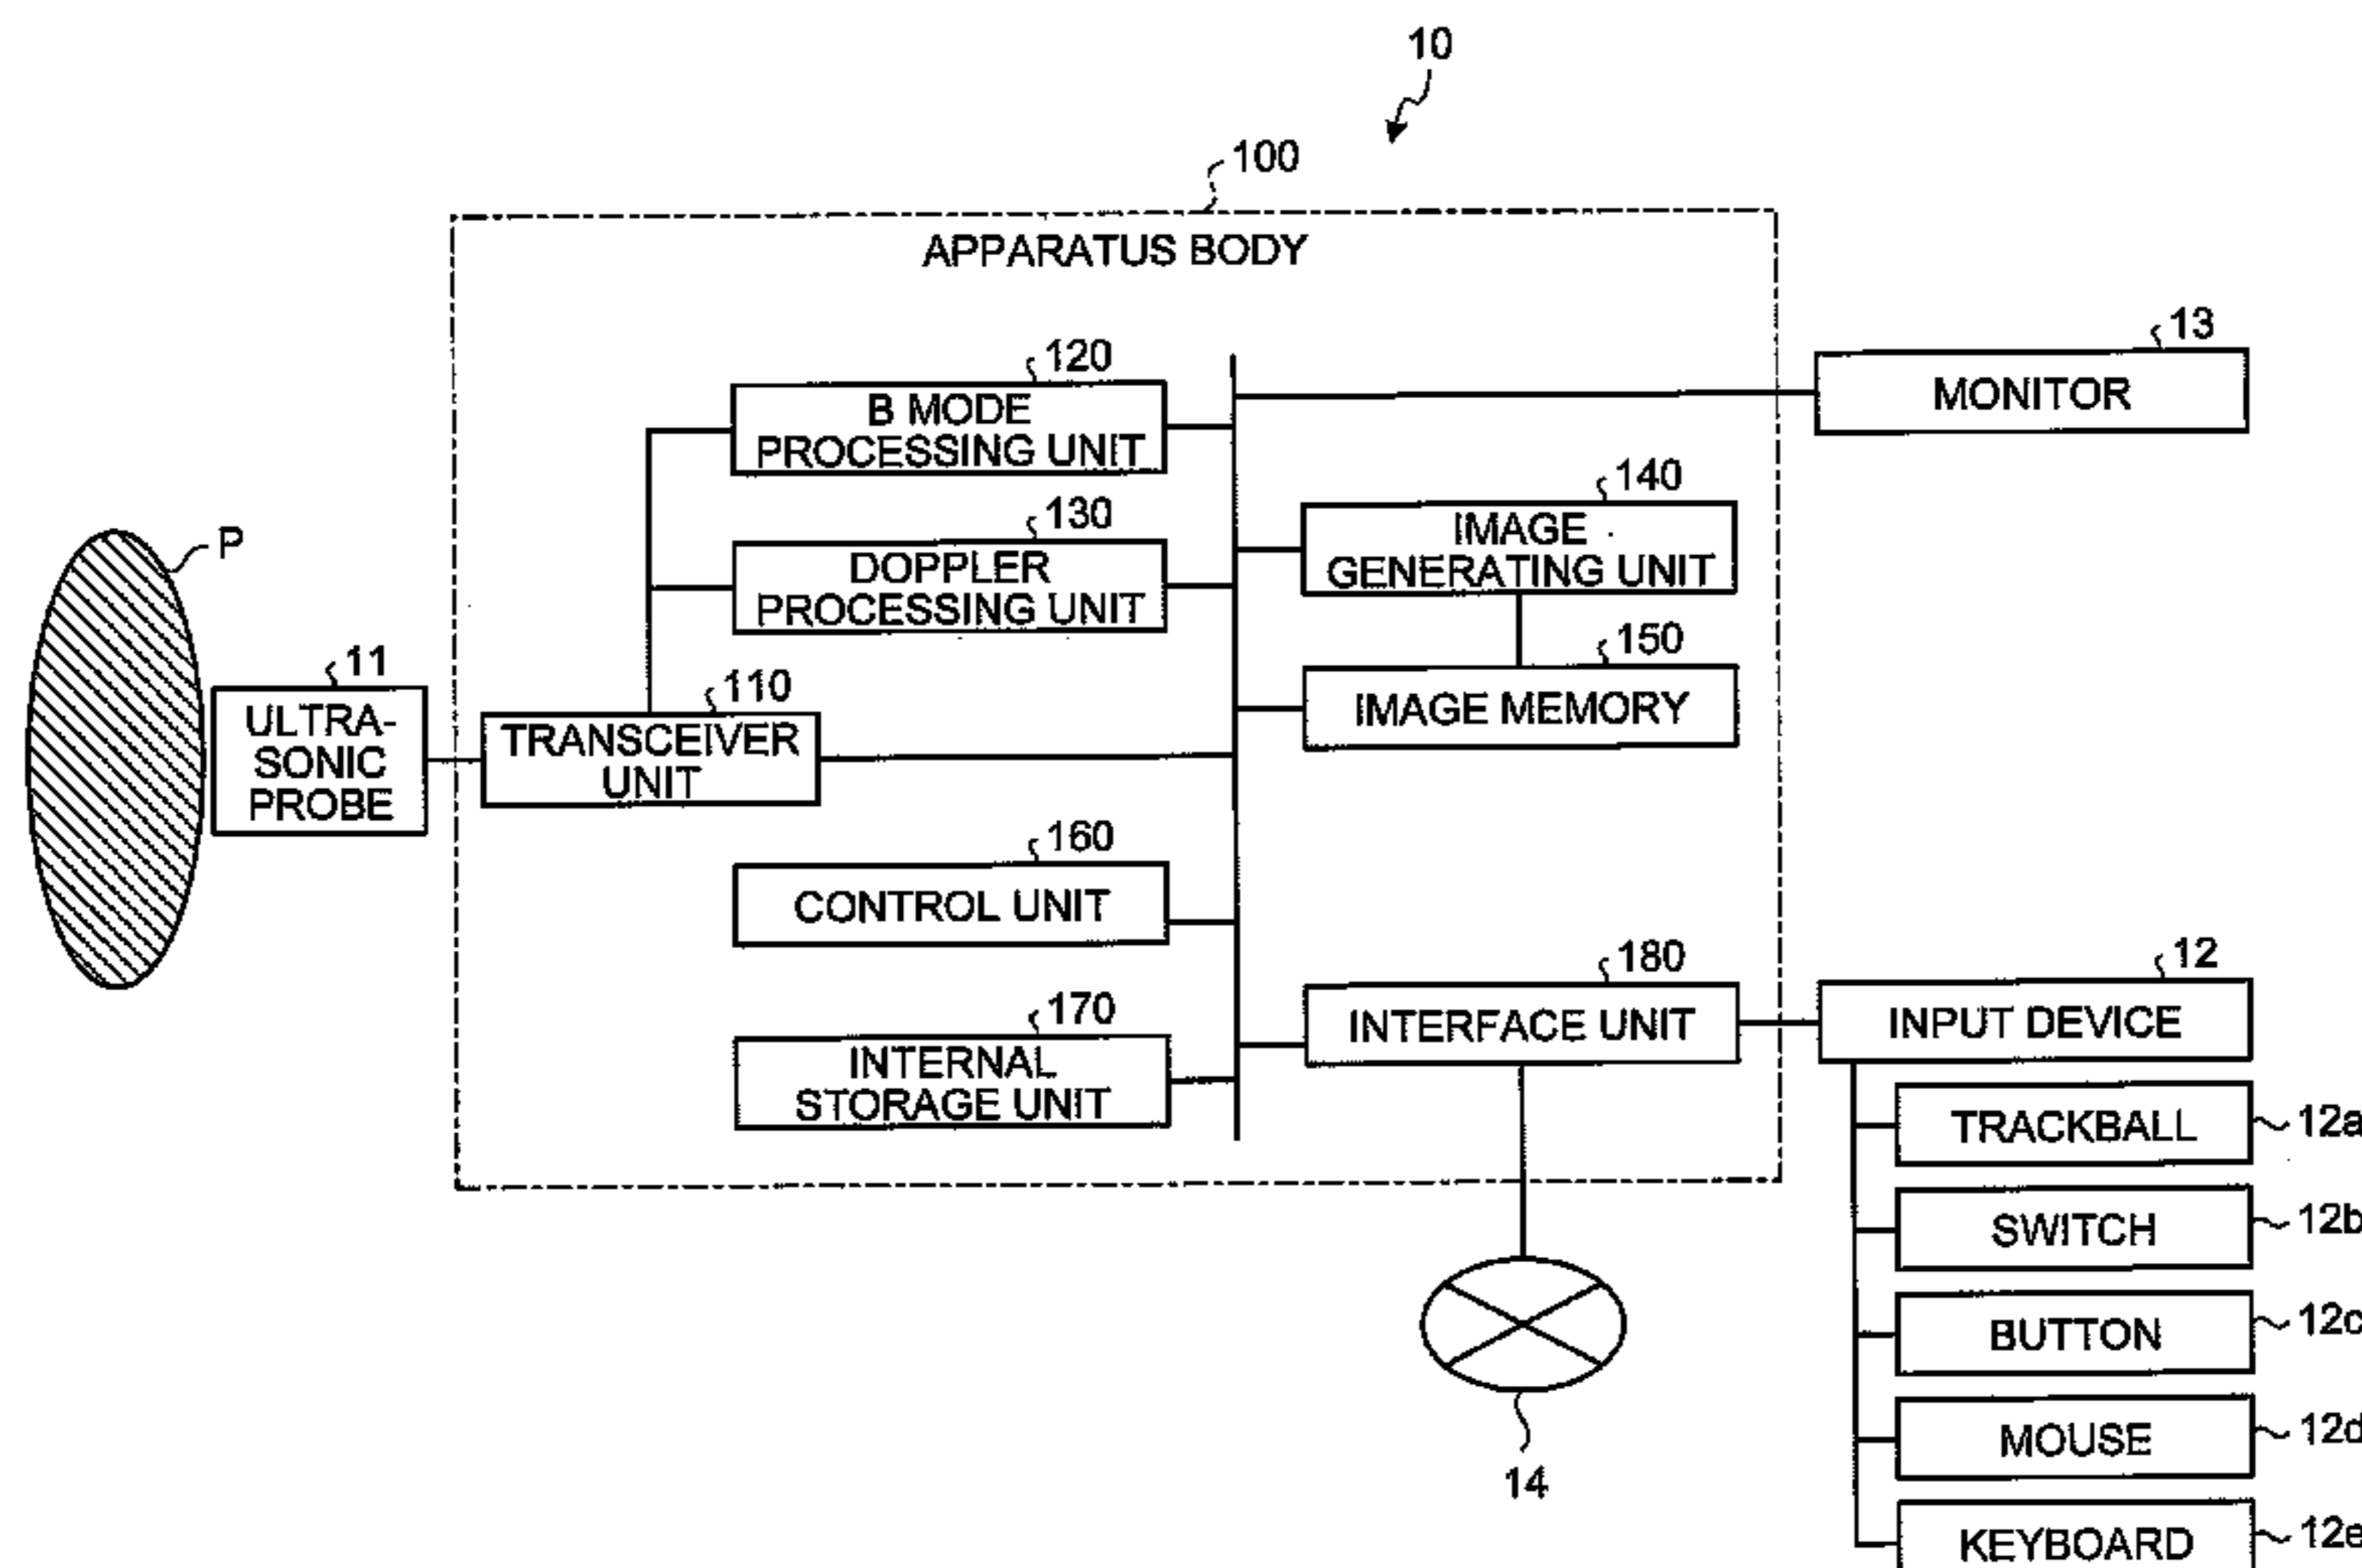 10
100
APPARATUS BODY
13
MONITOR
120
B MODE
PROCESSING UNIT
140
IMAGE
GENERATING UNIT
130
DOPPLER
PROCESSING UNIT
P
150
IMAGE MEMORY
11
ULTRA-
SONIC
PROBE
110
TRANSCEIVER
UNIT
160
CONTROL UNIT
180
INTERFACE UNIT
12
INPUT DEVICE
170
INTERNAL
STORAGE UNIT
TRACKBALL
12a
SWITCH
12b
BUTTON
12c
MOUSE
12d
KEYBOARD
12e
14